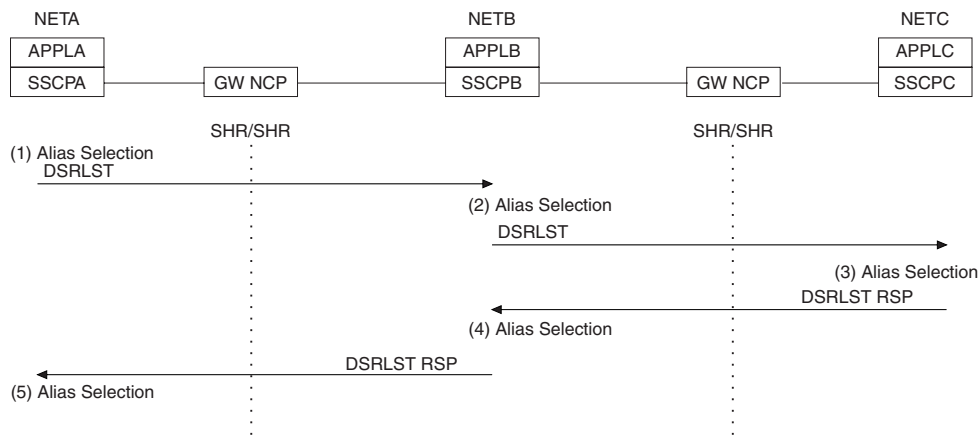 NETA NETB NETC
APPLA APPLB APPLC
SSCPA GW NCP SSCPB GW NCP SSCPC
SHR/SHR SHR/SHR
(1) Alias Selection
DSRLST
(2) Alias Selection
DSRLST
(3) Alias Selection
DSRLST RSP
(4) Alias Selection
DSRLST RSP
(5) Alias Selection